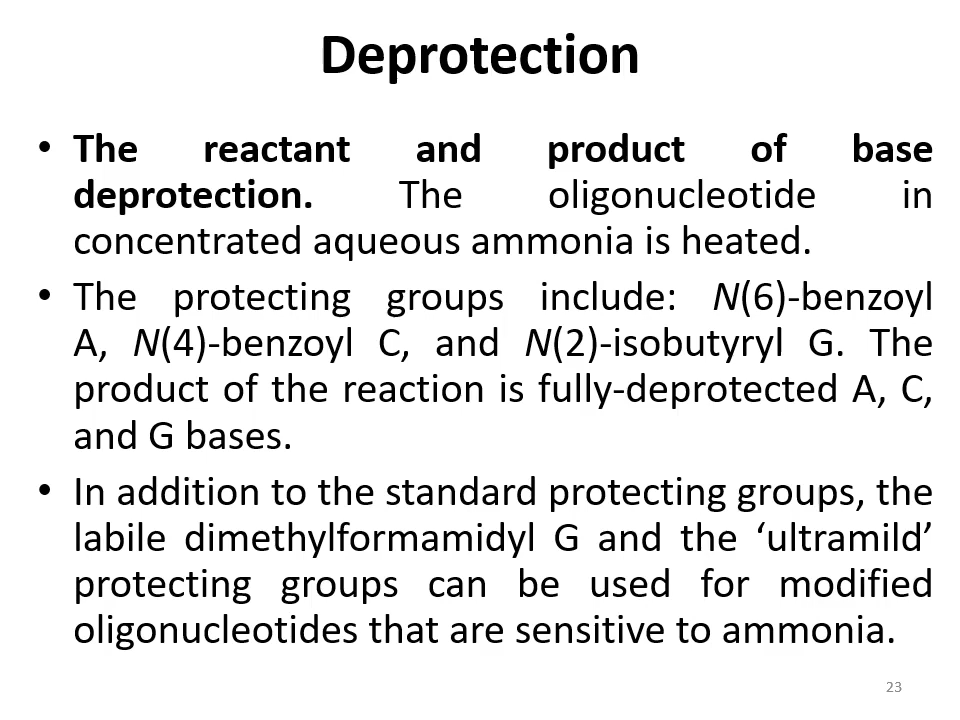 Deprotection
• The reactant and product of base
deprotection. The oligonucleotide in
concentrated aqueous ammonia is heated.
• The protecting groups include: N(6)-benzoyl
A, N(4)-benzoyl C, and N(2)-isobutyryl G. The
product of the reaction is fully-deprotected A, C,
and G bases.
• In addition to the standard protecting groups, the
labile dimethylformamidyl G and the ‘ultramild’
protecting groups can be used for modified
oligonucleotides that are sensitive to ammonia.
23